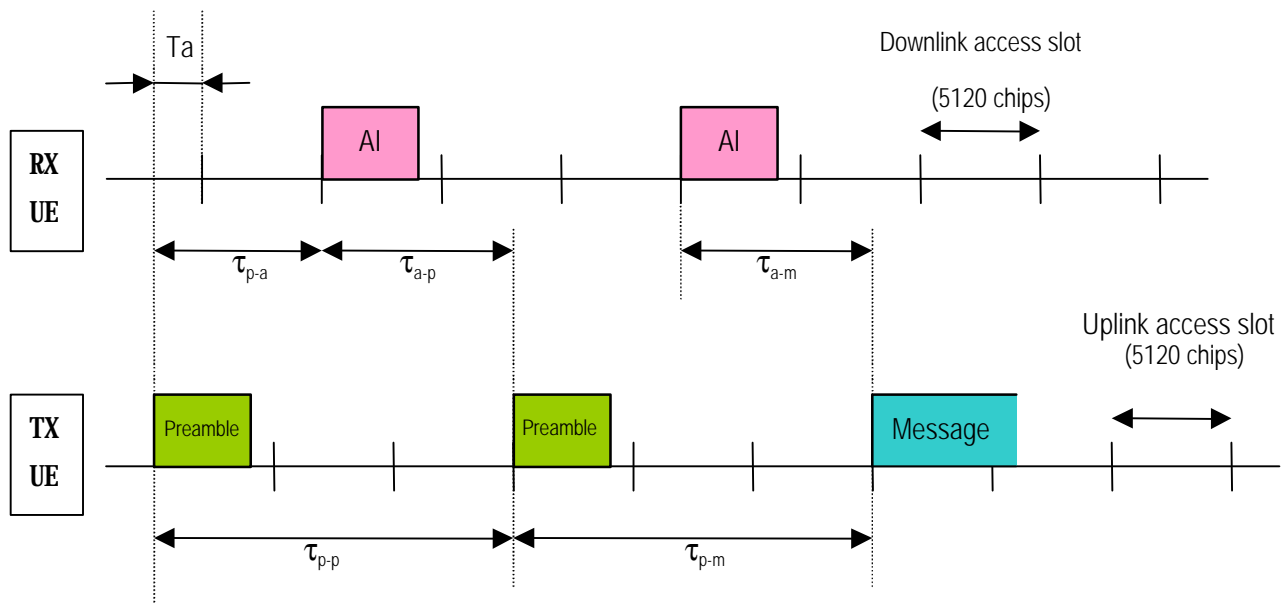 Ta
Downlink access slot
(5120 chips)
AI
AI
RX
UE
τp-a
τa-p
τa-m
Uplink access slot
(5120 chips)
TX
UE
Preamble
Preamble
Message
τp-p
τp-m